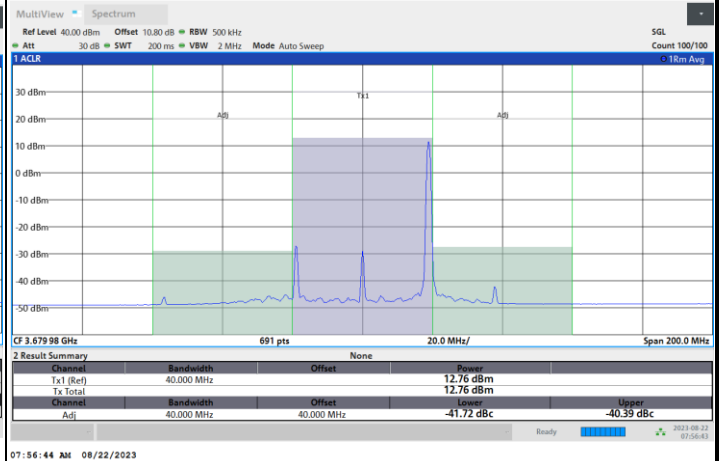 MultiView Spectrum
Ref Level 40.00 dBm Offset 10.80 dB RBW 500 kHz SGL
Att 30 dB SWT 200 ms VBW 2 MHz Mode Auto Sweep Count 100/100
1 ACLR 1Rm Avg
30 dBm
Tx1
20 dBm Adj Adj
10 dBm
0 dBm
-10 dBm
-20 dBm
-30 dBm
-40 dBm
-50 dBm
CF 3.679 98 GHz 691 pts 20.0 MHz/ Span 200.0 MHz
2 Result Summary None
Channel Bandwidth Offset Power
Tx1 (Ref) 40.000 MHz 12.76 dBm
Tx Total 12.76 dBm
Channel Bandwidth Offset Lower Upper
Adj 40.000 MHz 40.000 MHz -41.72 dBc -40.39 dBc
Ready 2023-08-22
07:56:43
07:56:44 AM 08/22/2023